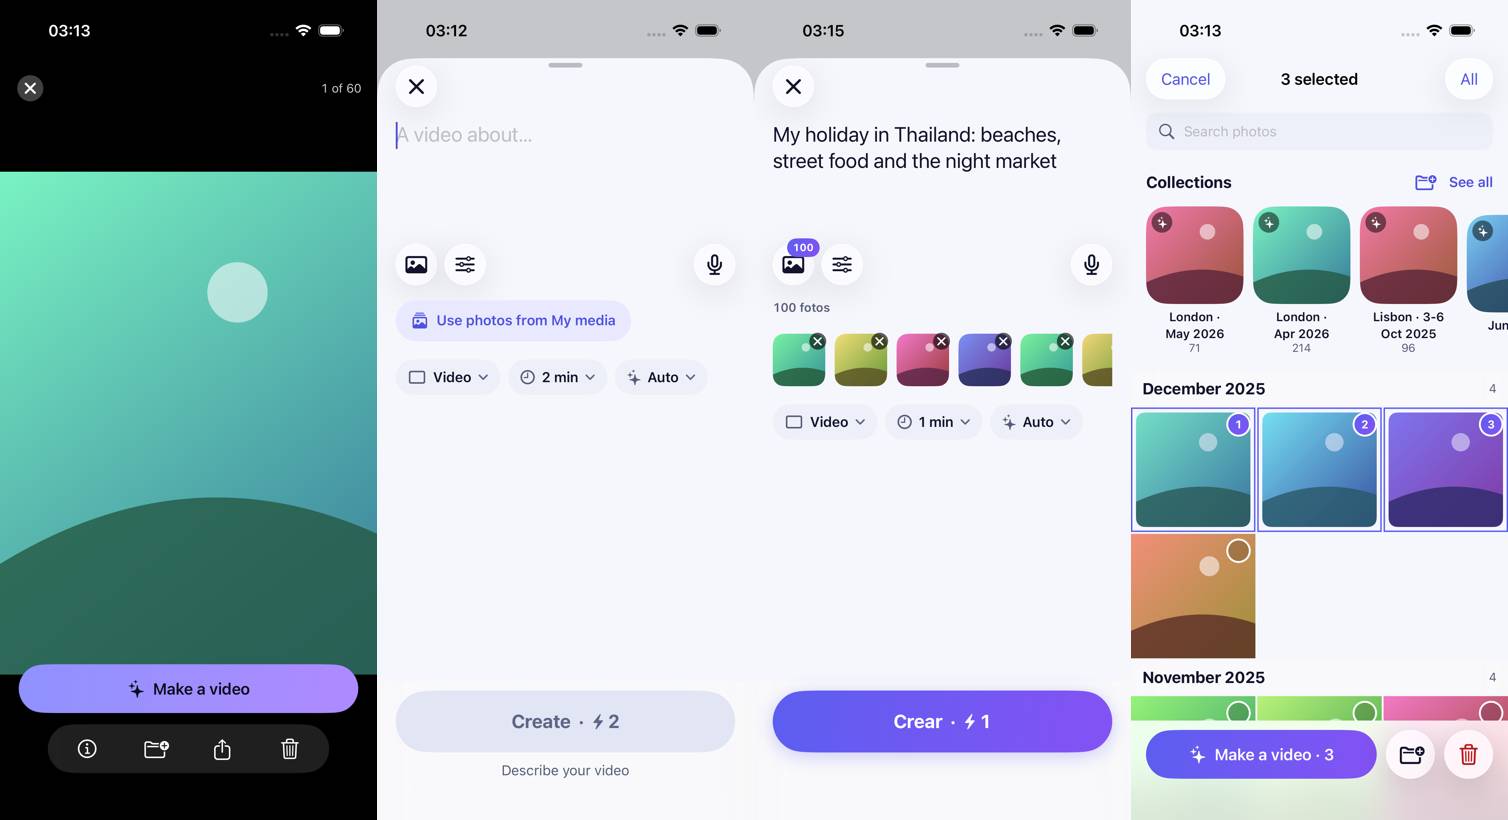 03:13
1 of 60
Make a video
03:12
A video about...
Use photos from My media
Video
2 min
Auto
Create · 2
Describe your video
03:15
My holiday in Thailand: beaches,
street food and the night market
100
100 fotos
Video
1 min
Auto
Crear · 1
03:13
Cancel
3 selected
All
Search photos
Collections
See all
London ·
May 2026
71
London ·
Apr 2026
214
Lisbon · 3-6
Oct 2025
96
Jun
December 2025
4
1
2
3
November 2025
4
Make a video · 3